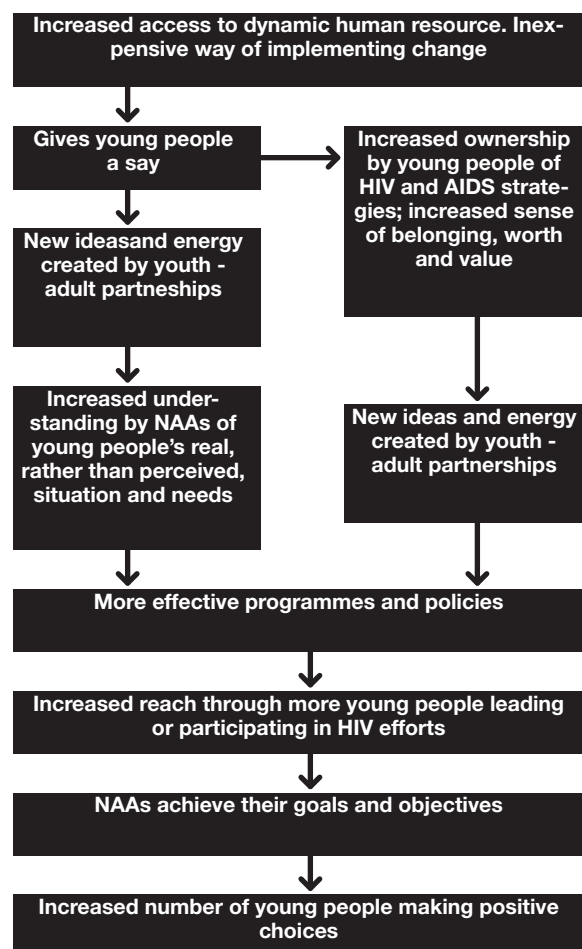 Increased access to dynamic human resource. Inex-
pensive way of implementing change
Gives young people
a say
Increased ownership
by young people of
HIV and AIDS strate-
gies; increased sense
of belonging, worth
and value
New ideasand energy
created by youth -
adult partneships
Increased under-
standing by NAAs of
young people's real,
rather than perceived,
situation and needs
New ideas and energy
created by youth -
adult partnerships
More effective programmes and policies
Increased reach through more young people leading
or participating in HIV efforts
NAAs achieve their goals and objectives
Increased number of young people making positive
choices